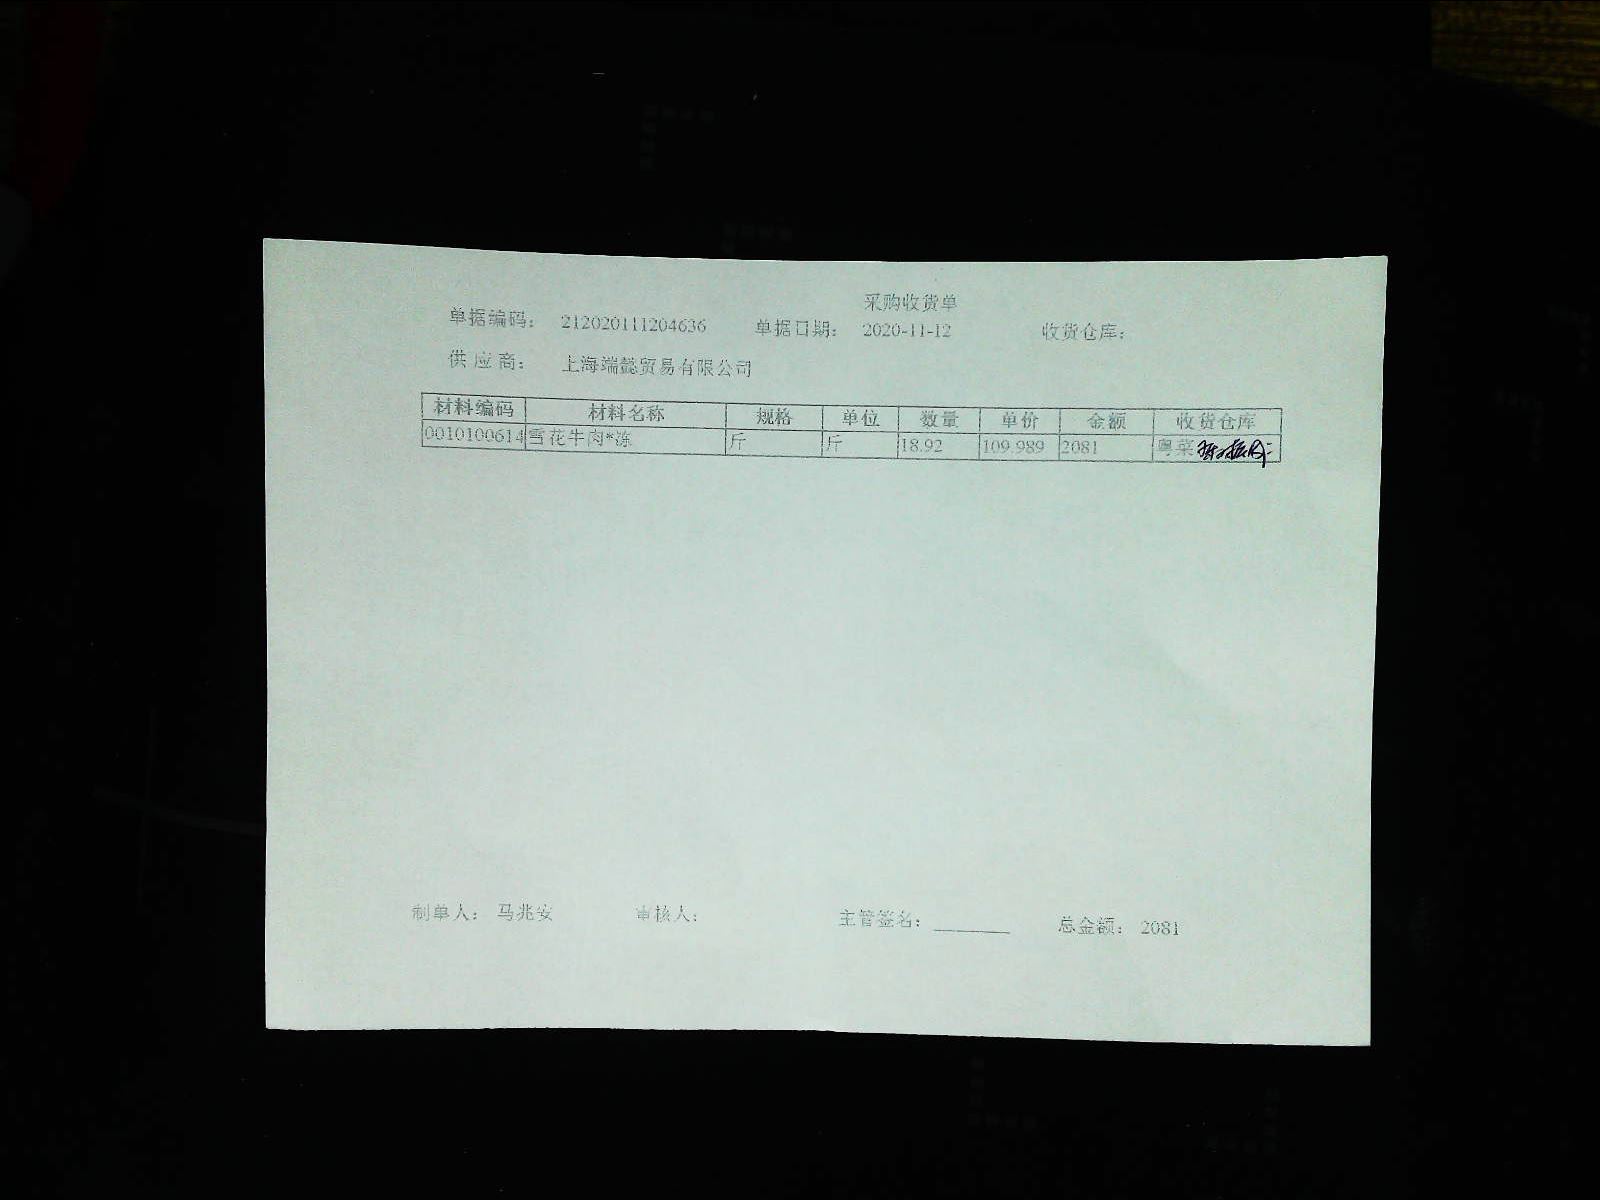 采购收货单
单据编码: 212020111204636 单据日期: 2020-11-12 收货仓库:
供应商: 上海端懿贸易有限公司
材料编码 材料名称 规格 单位 数量 单价 金额 收货仓库
0010100614 雪花牛肉*冻 斤 斤 18.92 109.989 2081 粤菜
制单人: 马兆安 审核人: 主管签名: ________ 总金额: 2081